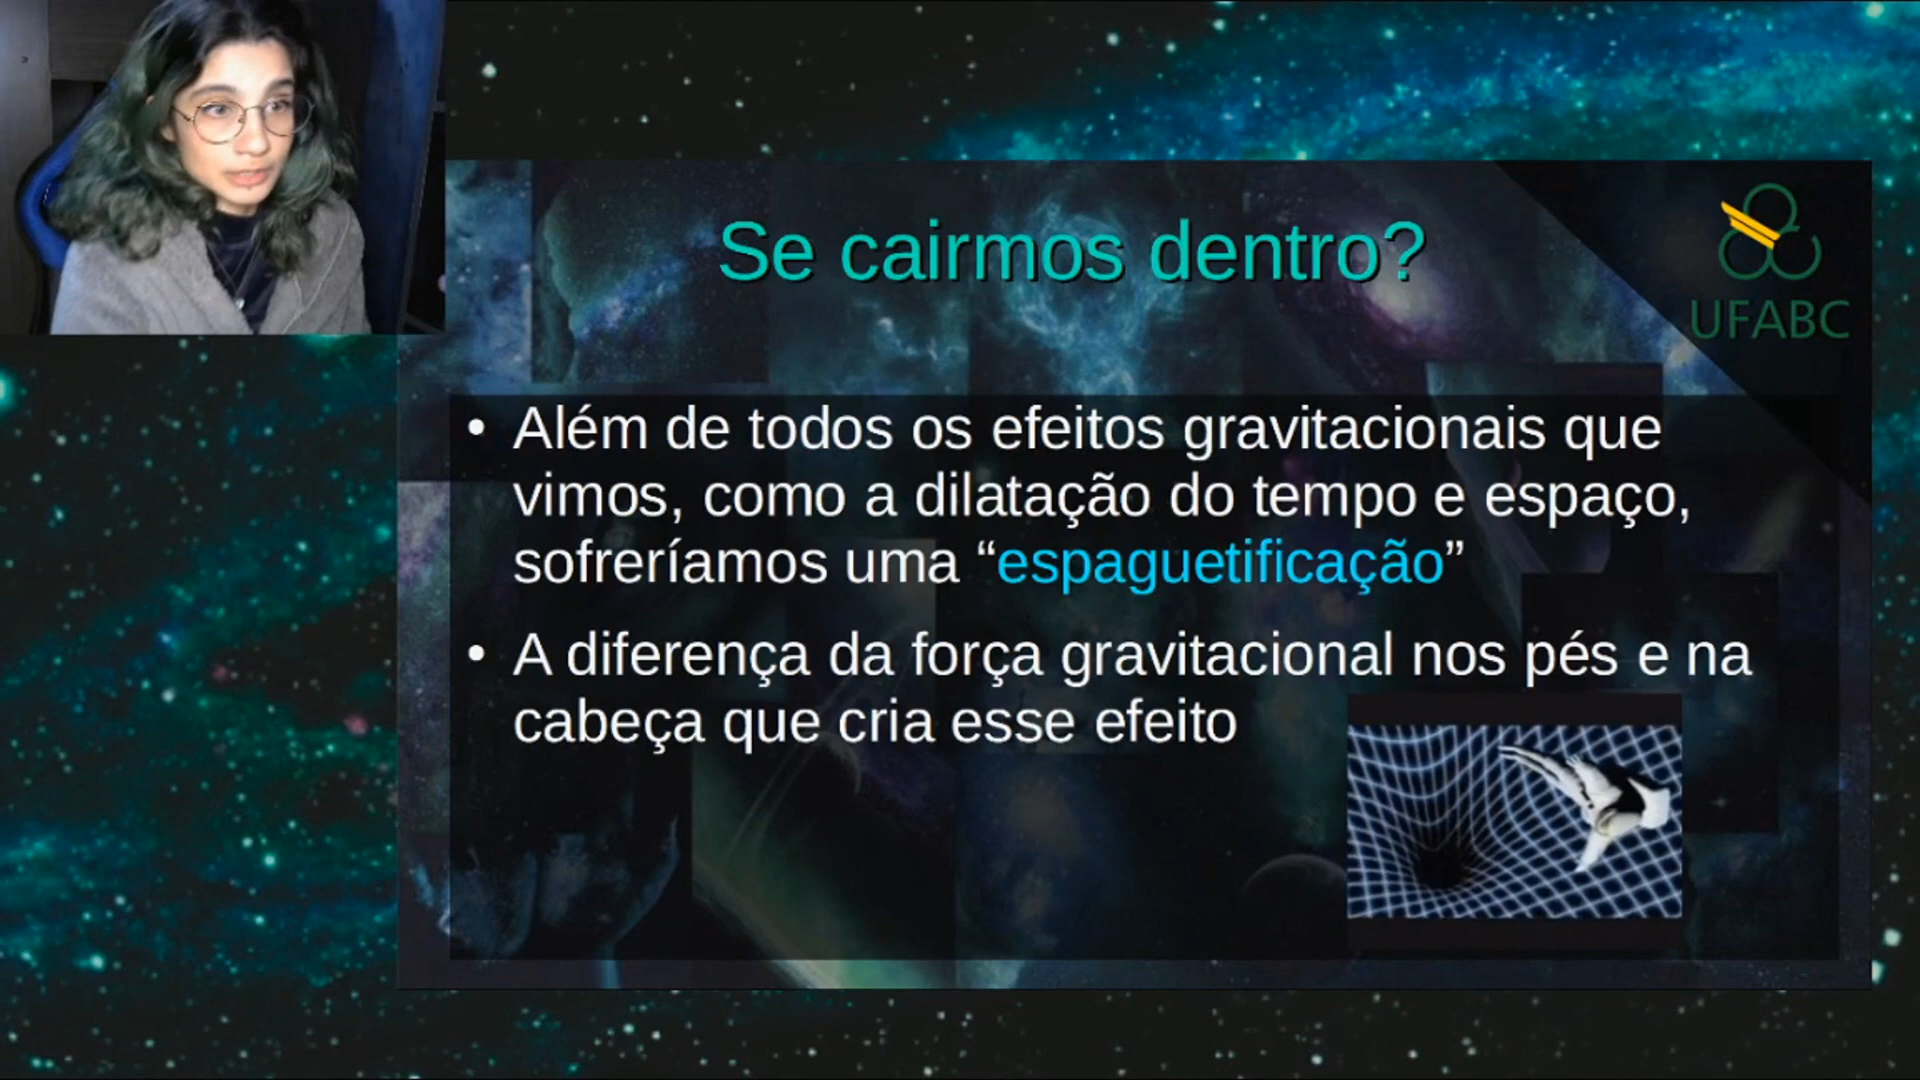 Se cairmos dentro?
UFABC
• Além de todos os efeitos gravitacionais que
vimos, como a dilatação do tempo e espaço,
sofreríamos uma “espaguetificação”
• A diferença da força gravitacional nos pés e na
cabeça que cria esse efeito